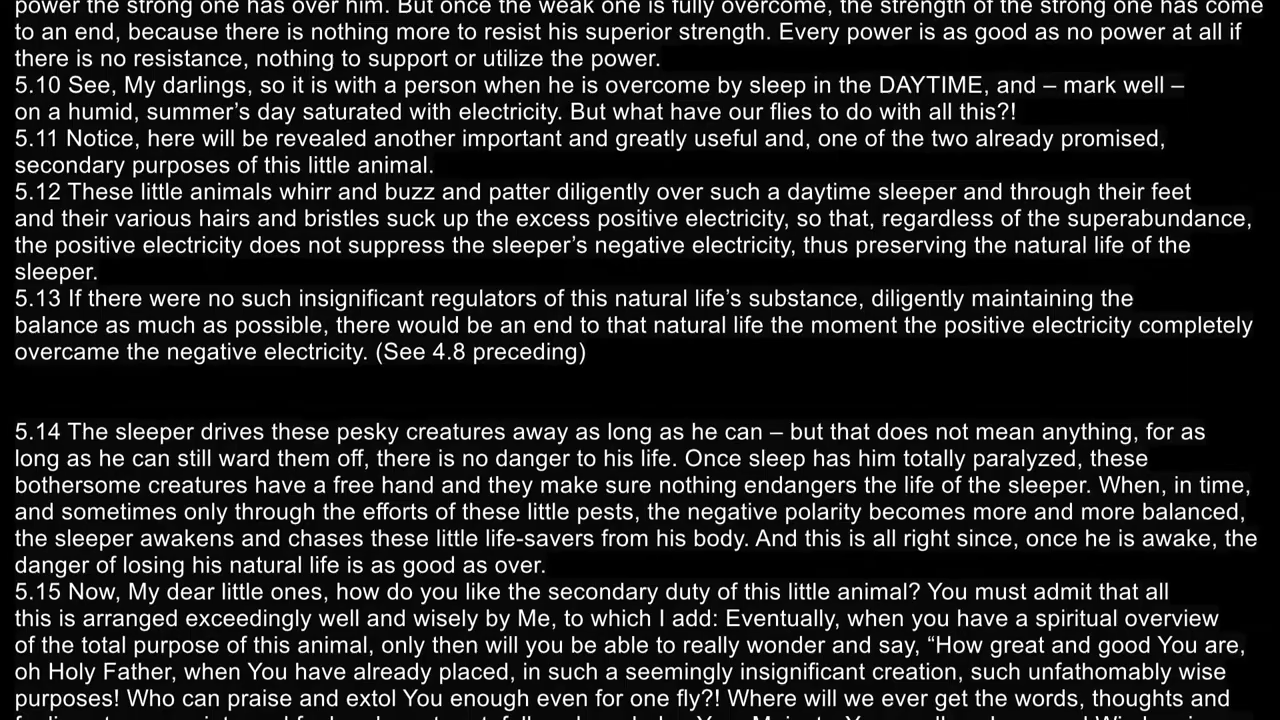 power the strong one has over him. But once the weak one is fully overcome, the strength of the strong one has come
to an end, because there is nothing more to resist his superior strength. Every power is as good as no power at all if
there is no resistance, nothing to support or utilize the power.
5.10 See, My darlings, so it is with a person when he is overcome by sleep in the DAYTIME, and – mark well –
on a humid, summer’s day saturated with electricity. But what have our flies to do with all this?!
5.11 Notice, here will be revealed another important and greatly useful and, one of the two already promised,
secondary purposes of this little animal.
5.12 These little animals whirr and buzz and patter diligently over such a daytime sleeper and through their feet
and their various hairs and bristles suck up the excess positive electricity, so that, regardless of the superabundance,
the positive electricity does not suppress the sleeper’s negative electricity, thus preserving the natural life of the
sleeper.
5.13 If there were no such insignificant regulators of this natural life’s substance, diligently maintaining the
balance as much as possible, there would be an end to that natural life the moment the positive electricity completely
overcame the negative electricity. (See 4.8 preceding)
5.14 The sleeper drives these pesky creatures away as long as he can – but that does not mean anything, for as
long as he can still ward them off, there is no danger to his life. Once sleep has him totally paralyzed, these
bothersome creatures have a free hand and they make sure nothing endangers the life of the sleeper. When, in time,
and sometimes only through the efforts of these little pests, the negative polarity becomes more and more balanced,
the sleeper awakens and chases these little life-savers from his body. And this is all right since, once he is awake, the
danger of losing his natural life is as good as over.
5.15 Now, My dear little ones, how do you like the secondary duty of this little animal? You must admit that all
this is arranged exceedingly well and wisely by Me, to which I add: Eventually, when you have a spiritual overview
of the total purpose of this animal, only then will you be able to really wonder and say, “How great and good You are,
oh Holy Father, when You have already placed, in such a seemingly insignificant creation, such unfathomably wise
purposes! Who can praise and extol You enough even for one fly?! Where will we ever get the words, thoughts and